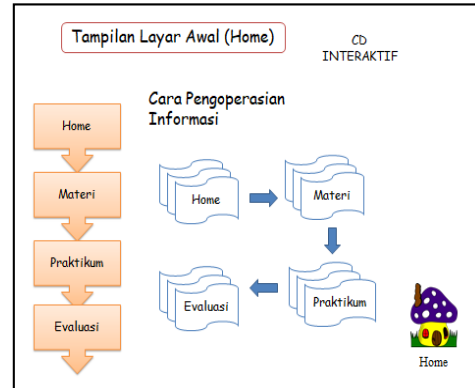 Tampilan Layar Awal (Home)
CD
INTERAKTIF
Cara Pengoperasian
Informasi
Home
Materi
Praktikum
Evaluasi
Home
Materi
Praktikum
Evaluasi
Home